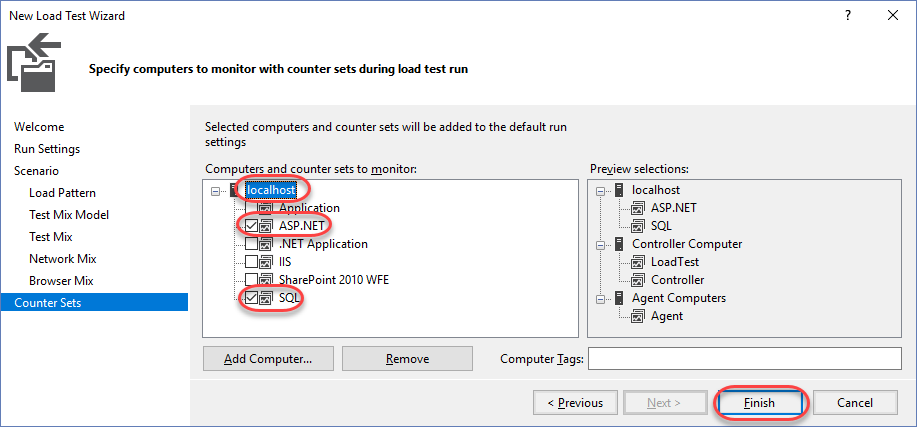 New Load Test Wizard
?
Specify computers to monitor with counter sets during load test run
Welcome
Run Settings
Scenario
Load Pattern
Test Mix Model
Test Mix
Network Mix
Browser Mix
Counter Sets
Selected computers and counter sets will be added to the default run
settings
Computers and counter sets to monitor:
localhost
Application
ASP.NET
.NET Application
IIS
SharePoint 2010 WFE
SQL
Add Computer...
Remove
Preview selections:
localhost
ASP.NET
SQL
Controller Computer
LoadTest
Controller
Agent Computers
Agent
Computer Tags:
< Previous
Next >
Finish
Cancel